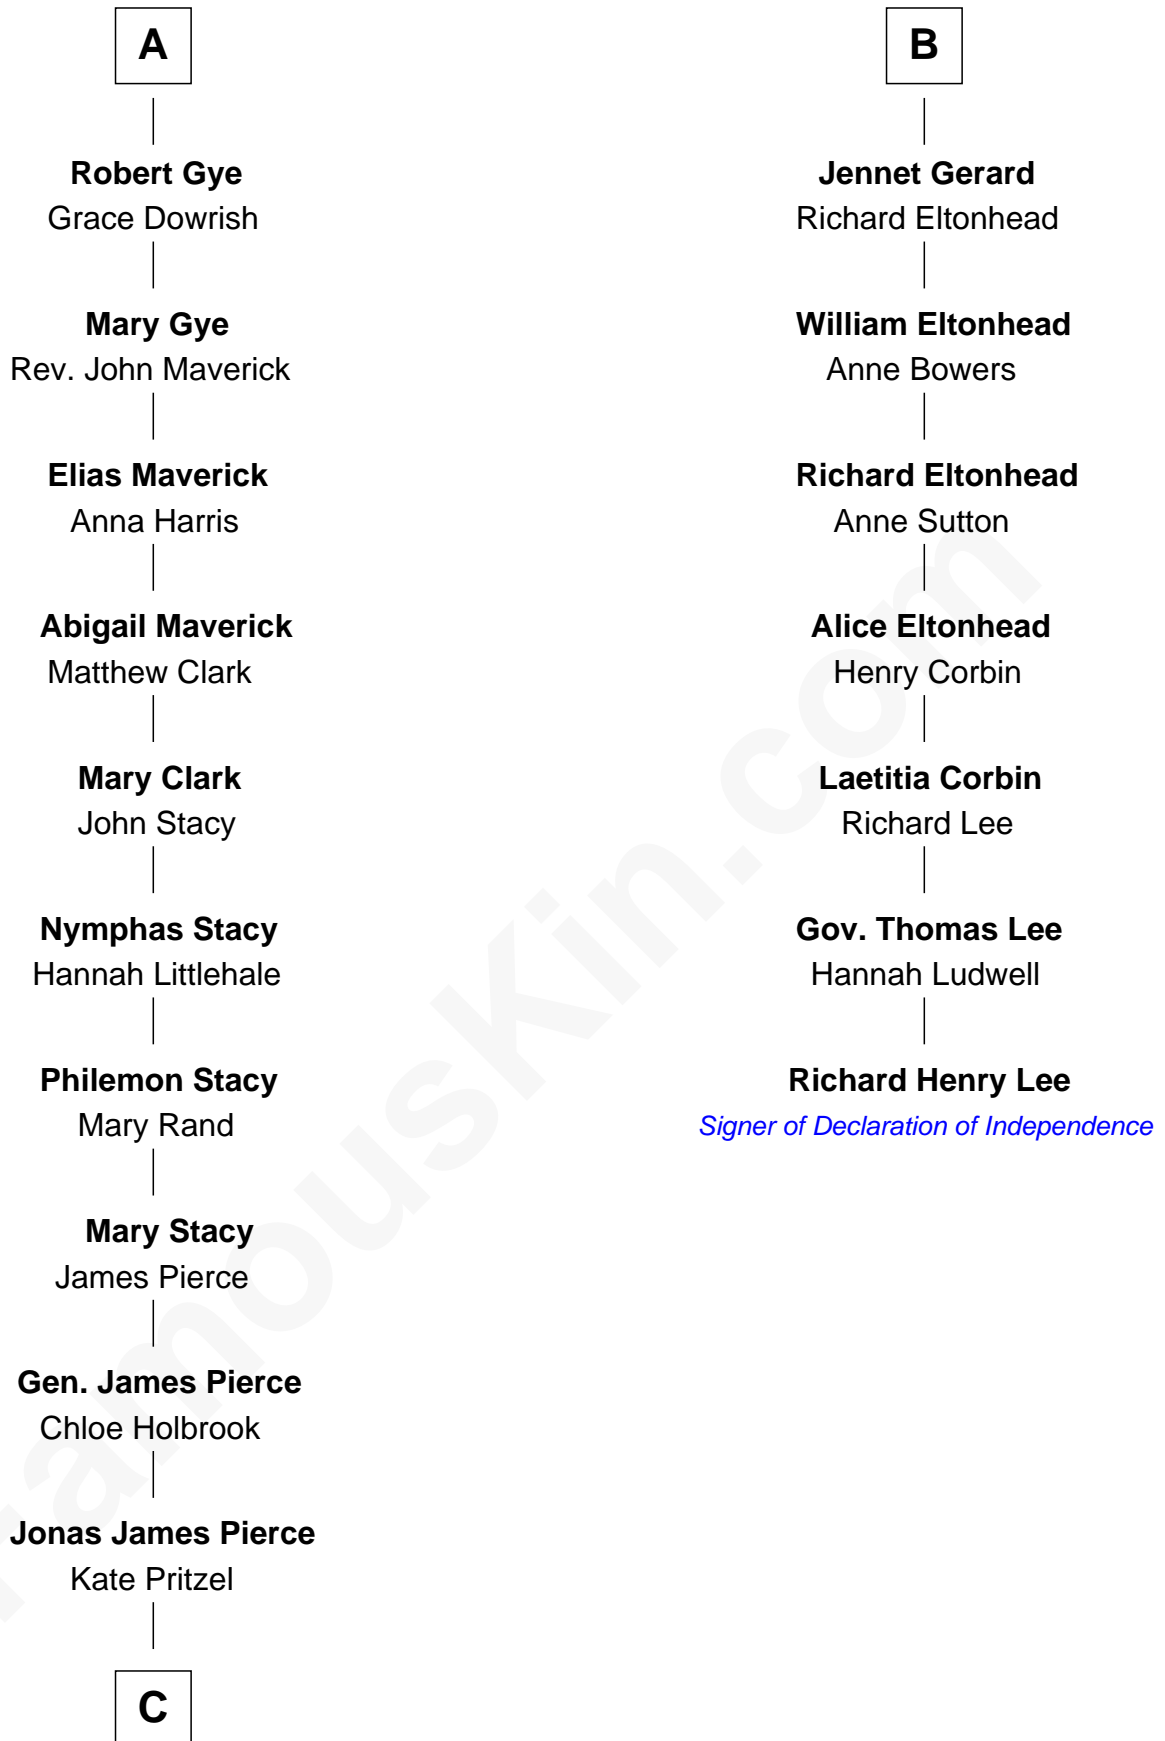 A
Robert Gye
Grace Dowrish
Mary Gye
Rev. John Maverick
Elias Maverick
Anna Harris
Abigail Maverick
Matthew Clark
Mary Clark
John Stacy
Nymphas Stacy
Hannah Littlehale
Philemon Stacy
Mary Rand
Mary Stacy
James Pierce
Gen. James Pierce
Chloe Holbrook
Jonas James Pierce
Kate Pritzel
C
B
Jennet Gerard
Richard Eltonhead
William Eltonhead
Anne Bowers
Richard Eltonhead
Anne Sutton
Alice Eltonhead
Henry Corbin
Laetitia Corbin
Richard Lee
Gov. Thomas Lee
Hannah Ludwell
Richard Henry Lee
Signer of Declaration of Independence
FamousKin.com